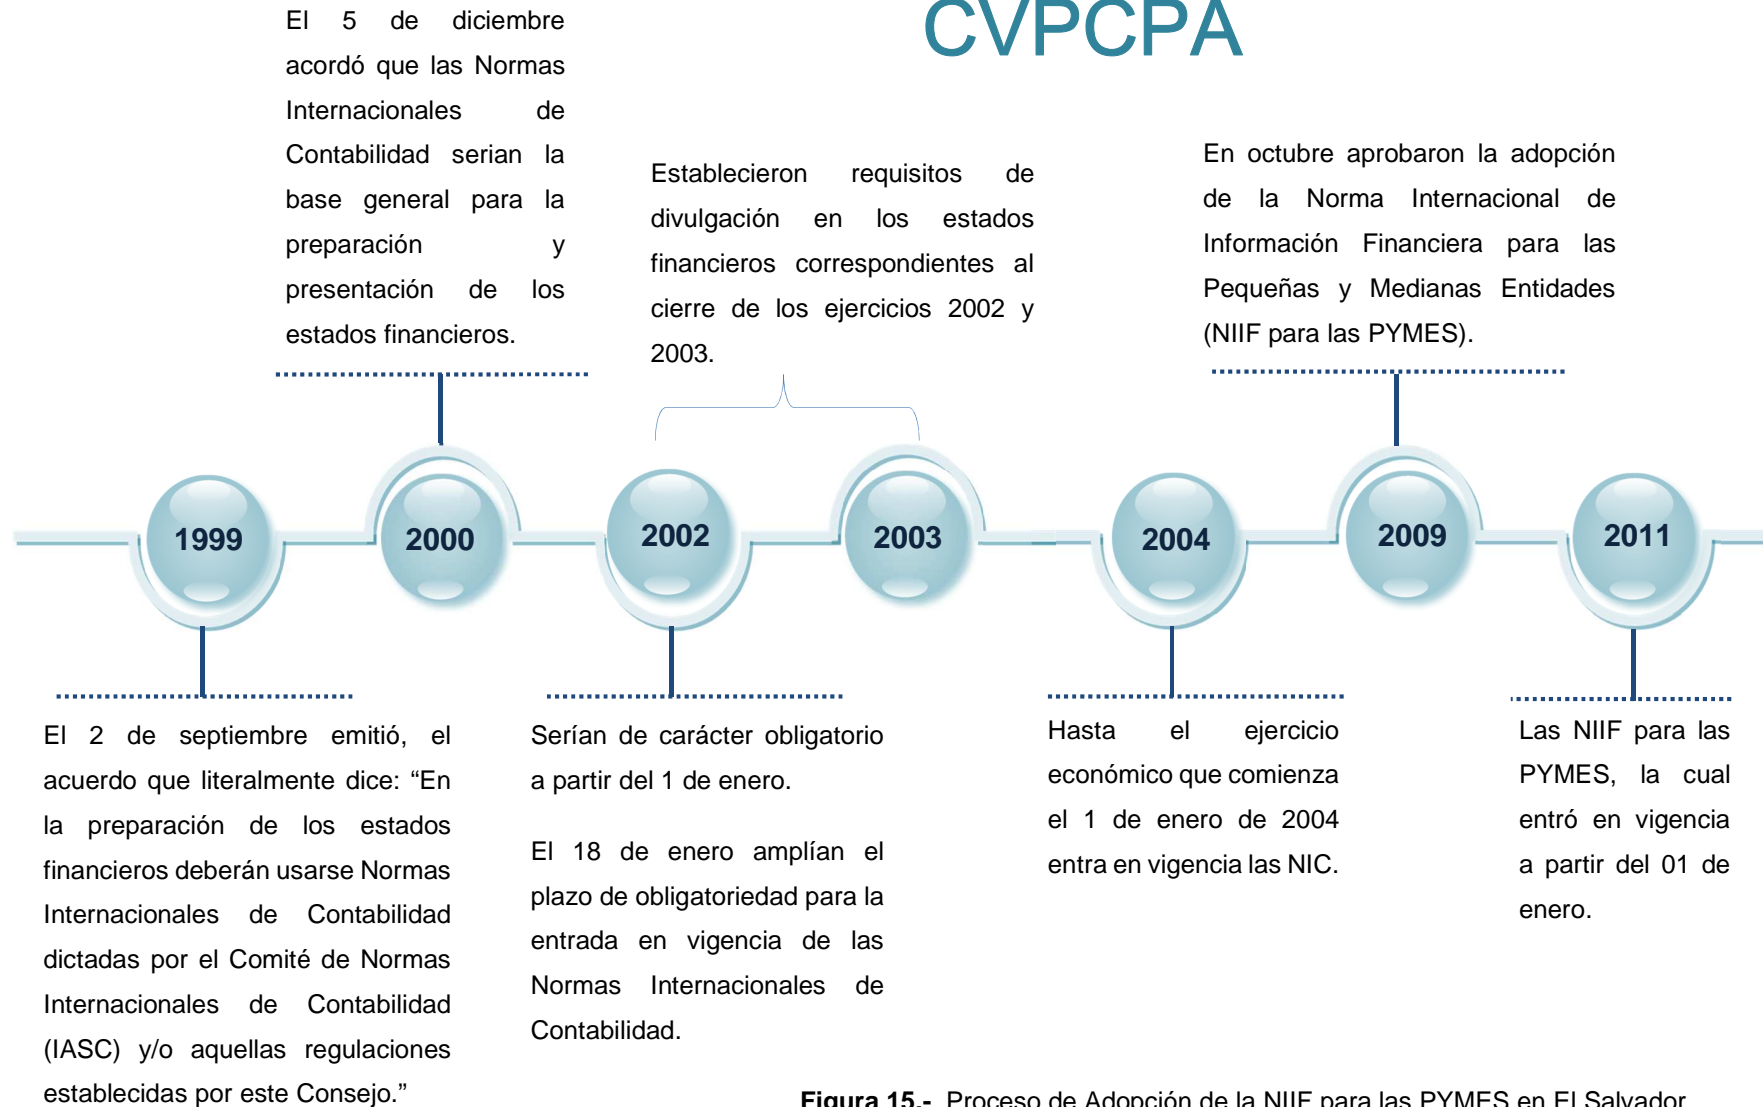 CVPCPA
El 5 de diciembre
acordó que las Normas
Internacionales de
Contabilidad serian la
base general para la
preparación y
presentación de los
estados financieros.
Establecieron requisitos de
divulgación en los estados
financieros correspondientes al
cierre de los ejercicios 2002 y
2003.
En octubre aprobaron la adopción
de la Norma Internacional de
Información Financiera para las
Pequeñas y Medianas Entidades
(NIIF para las PYMES).
1999
2000
2002
2003
2004
2009
2011
El 2 de septiembre emitió, el
acuerdo que literalmente dice: “En
la preparación de los estados
financieros deberán usarse Normas
Internacionales de Contabilidad
dictadas por el Comité de Normas
Internacionales de Contabilidad
(IASC) y/o aquellas regulaciones
establecidas por este Consejo.”
Serían de carácter obligatorio
a partir del 1 de enero.
El 18 de enero amplían el
plazo de obligatoriedad para la
entrada en vigencia de las
Normas Internacionales de
Contabilidad.
Hasta el ejercicio
económico que comienza
el 1 de enero de 2004
entra en vigencia las NIC.
Las NIIF para las
PYMES, la cual
entró en vigencia
a partir del 01 de
enero.
Figura 15.- Proceso de Adopción de la NIIF para las PYMES en El Salvador